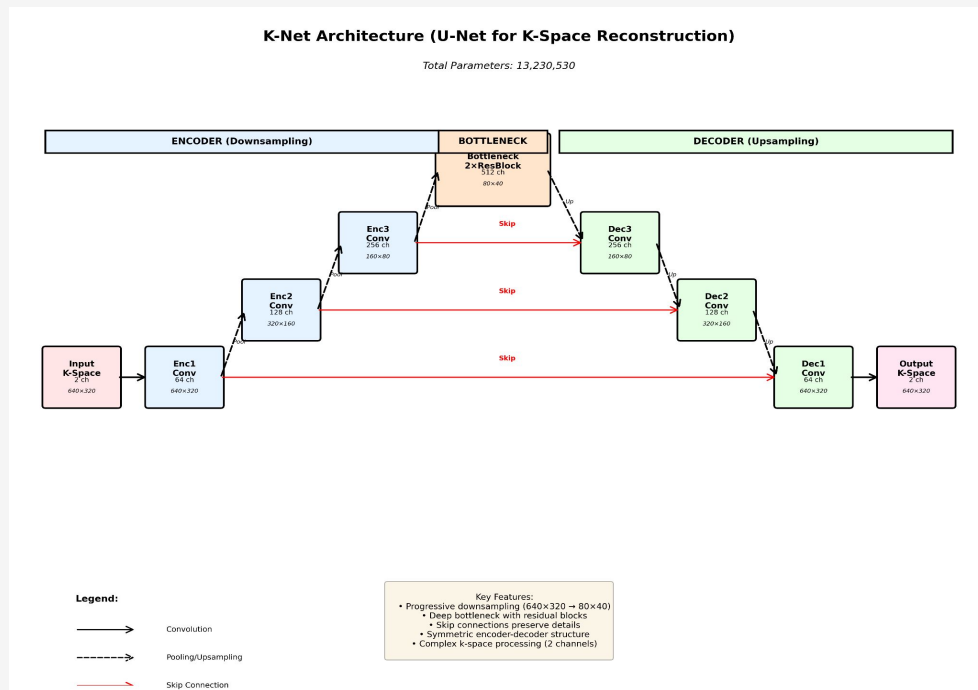 K-Net Architecture (U-Net for K-Space Reconstruction)
Total Parameters: 13,230,530
ENCODER (Downsampling)
BOTTLENECK
DECODER (Upsampling)
Bottleneck
2×ResBlock
512 ch
80×40
Pool
Up
Enc3
Conv
256 ch
160×80
Skip
Dec3
Conv
256 ch
160×80
Pool
Up
Enc2
Conv
128 ch
320×160
Skip
Dec2
Conv
128 ch
320×160
Pool
Up
Input
K-Space
2 ch
640×320
Enc1
Conv
64 ch
640×320
Skip
Dec1
Conv
64 ch
640×320
Output
K-Space
2 ch
640×320
Legend:
Convolution
Pooling/Upsampling
Skip Connection
Key Features:
• Progressive downsampling (640×320 → 80×40)
• Deep bottleneck with residual blocks
• Skip connections preserve details
• Symmetric encoder-decoder structure
• Complex k-space processing (2 channels)